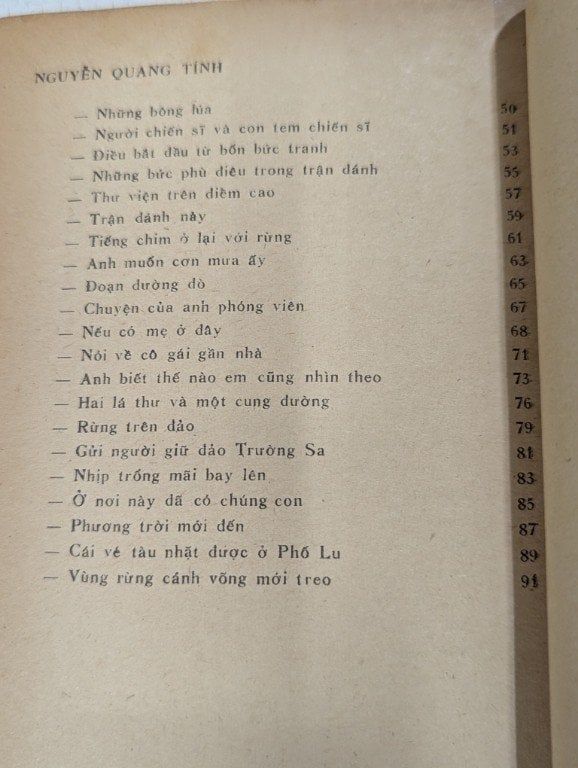 NGUYỄN QUANG TÍNH
— Những bông lúa 50
— Người chiến sĩ và con tem chiến sĩ 51
— Điều bắt đầu từ bốn bức tranh 53
— Những bức phù điêu trong trận đánh 55
— Thư viện trên điểm cao 57
— Trận đánh này 59
— Tiếng chim ở lại với rừng 61
— Anh muốn cơn mưa ấy 63
— Đoạn đường đò 65
— Chuyện của anh phóng viên 67
— Nếu có mẹ ở đây 68
— Nói về cô gái gần nhà 71
— Anh biết thế nào em cũng nhìn theo 73
— Hai lá thư và một cung đường 76
— Rừng trên đảo 79
— Gửi người giữ đảo Trường Sa 81
— Nhịp trống mãi bay lên 83
— Ở nơi này đã có chúng con 85
— Phương trời mới đến 87
— Cái vé tàu nhặt được ở Phố Lu 89
— Vùng rừng cánh võng mới treo 91